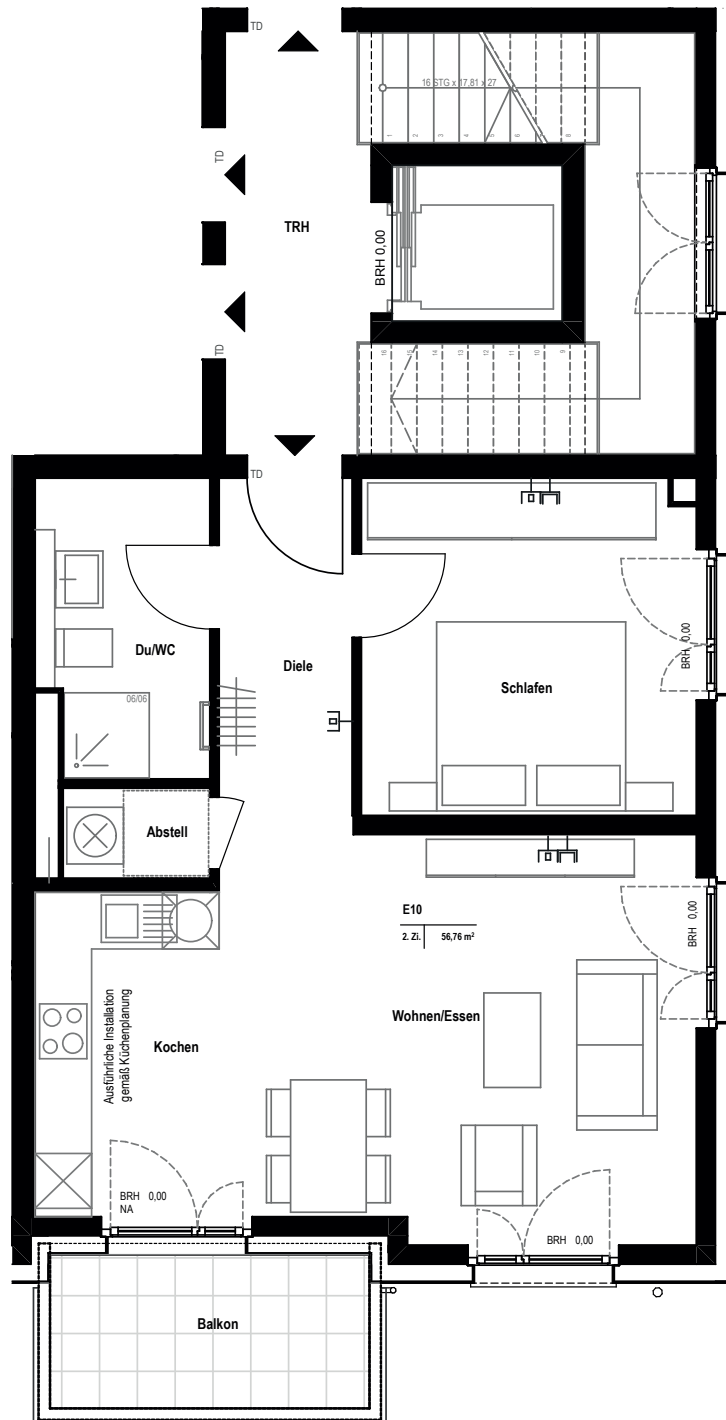 TD
16 STG x 17,81 x 27
1 2 3 4 5 6 7 8
TD
TRH
BRH 0,00
TD
16 15 14 13 12 11 10 9
TD
Du/WC
Diele
Schlafen
BRH 0,00
06/06
Abstell
E10
2. Zi. 56,76 m²
BRH 0,00
Wohnen/Essen
Kochen
Ausführliche Installation
gemäß Küchenplanung
BRH 0,00
NA
BRH 0,00
Balkon